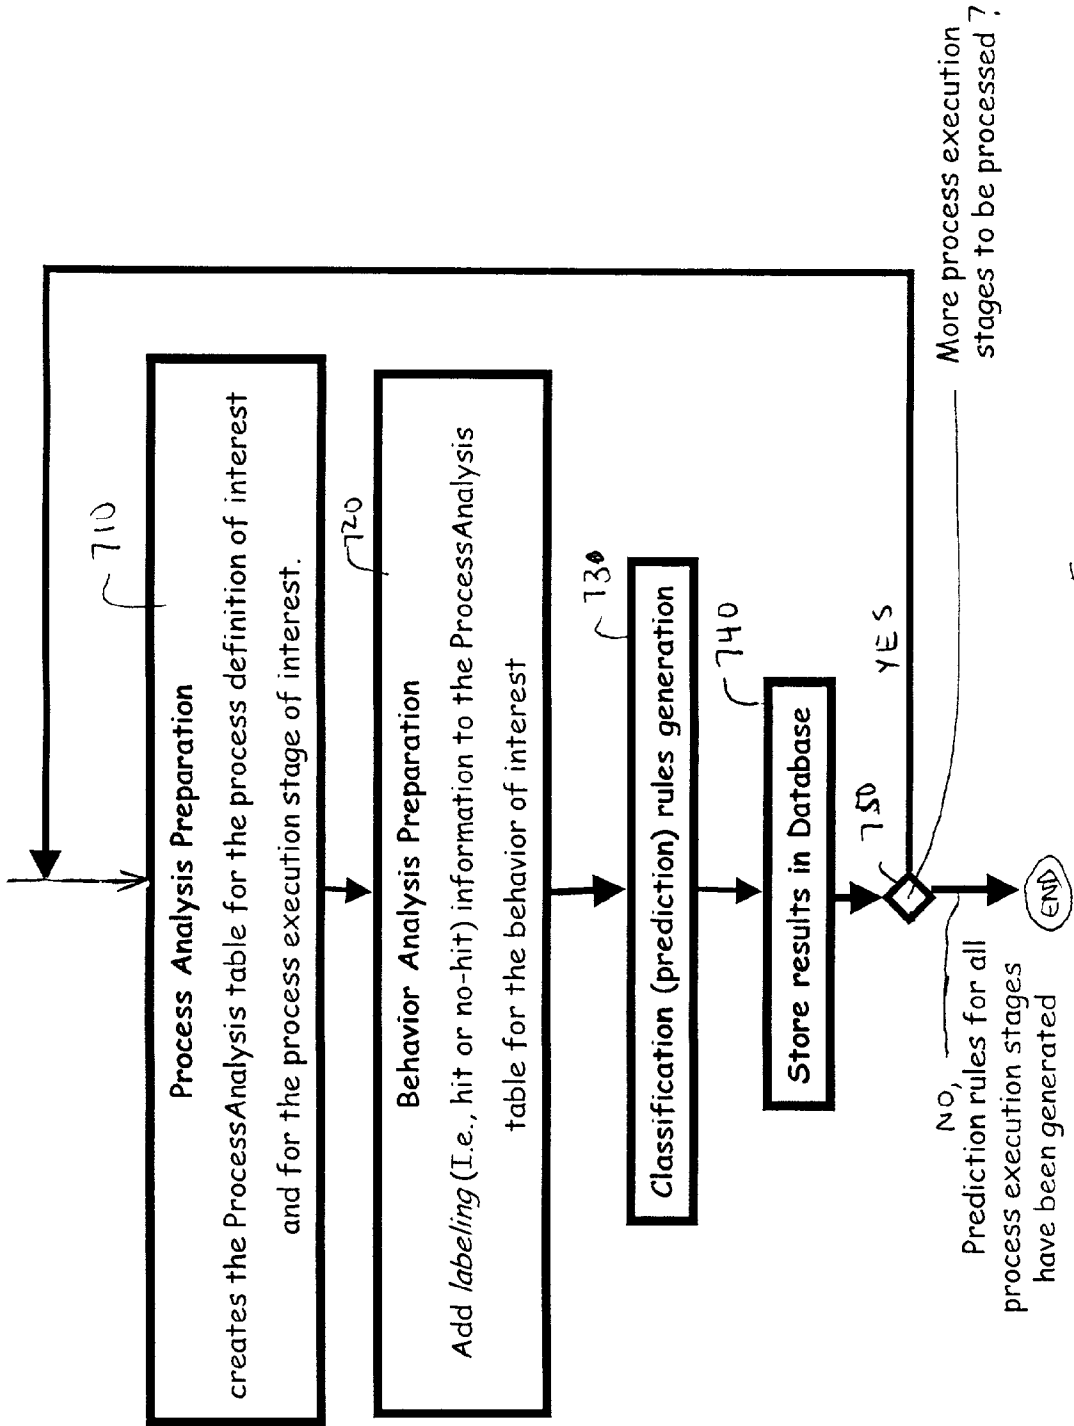 710
Process Analysis Preparation
creates the ProcessAnalysis table for the process definition of interest
and for the process execution stage of interest.
720
Behavior Analysis Preparation
Add labeling (I.e., hit or no-hit) information to the ProcessAnalysis
table for the behavior of interest
730
Classification (prediction) rules generation
740
Store results in Database
750
YES
More process execution
stages to be processed ?
NO,
Prediction rules for all
process execution stages
have been generated
END